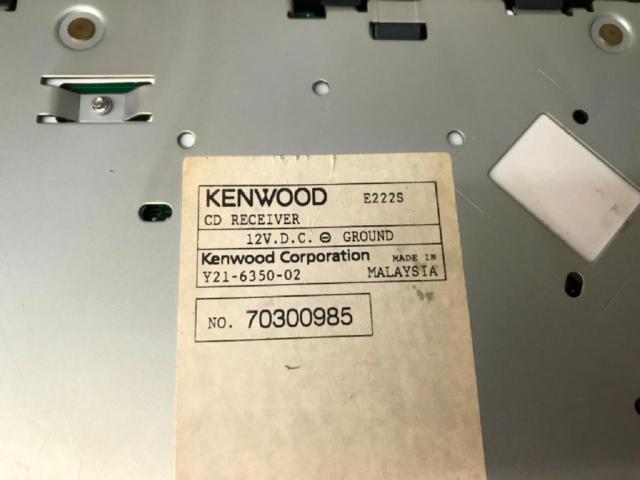 KENWOOD E222S
CD RECEIVER
12V.D.C. ⊖ GROUND
Kenwood Corporation MADE IN
Y21-6350-02 MALAYSIA
NO. 70300985